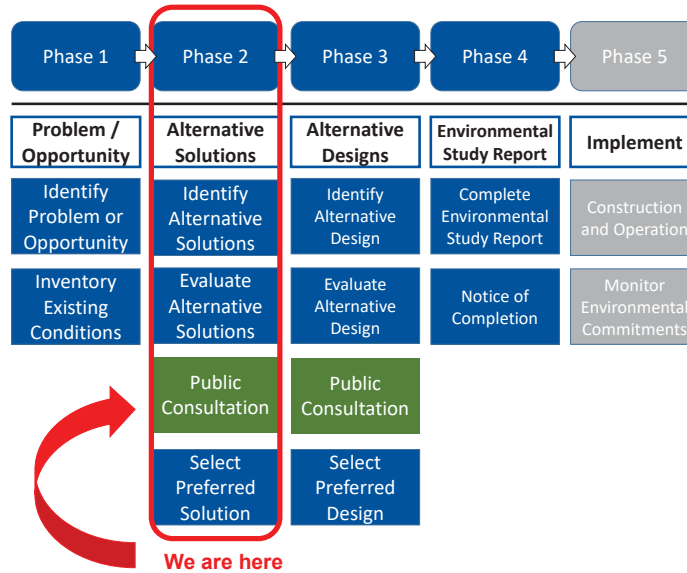 Phase 1
Phase 2
Phase 3
Phase 4
Phase 5
Problem /
Opportunity
Alternative
Solutions
Alternative
Designs
Environmental
Study Report
Implement
Identify
Problem or
Opportunity
Identify
Alternative
Solutions
Identify
Alternative
Design
Complete
Environmental
Study Report
Construction
and Operation
Inventory
Existing
Conditions
Evaluate
Alternative
Solutions
Evaluate
Alternative
Design
Notice of
Completion
Monitor
Environmental
Commitments
Public
Consultation
Public
Consultation
Select
Preferred
Solution
Select
Preferred
Design
We are here